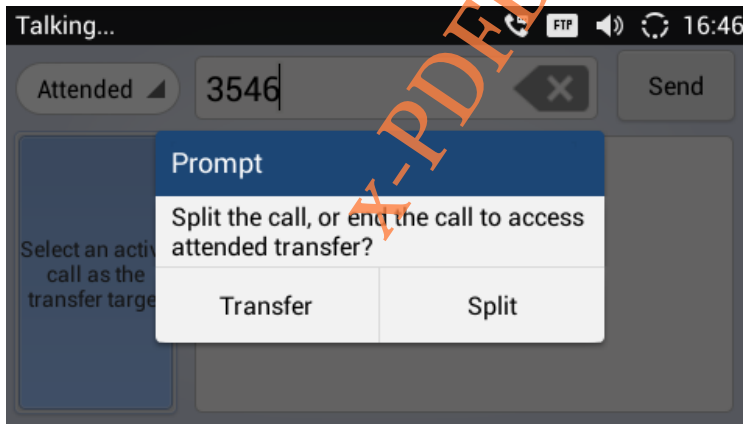 Talking...
FTP
16:46
Attended
3546
Send
Prompt
Split the call, or end the call to access
attended transfer?
Select an activ
call as the
transfer targe
Transfer
Split
x-PDF